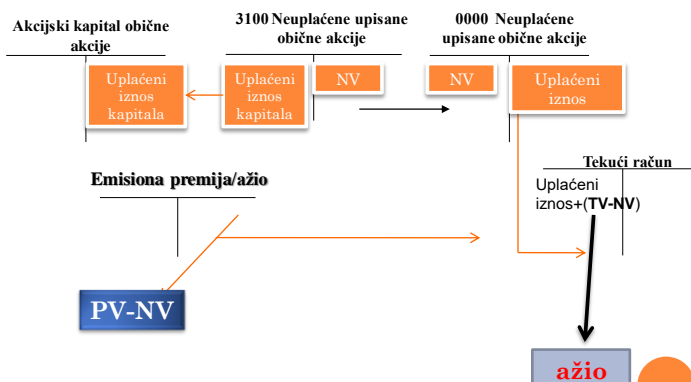 Akcijski kapital obične
akcije
3100 Neuplaćene upisane
obične akcije
0000 Neuplaćene
upisane obične akcije
Uplaćeni
iznos
kapitala
Uplaćeni
iznos
kapitala
NV
NV
Uplaćeni
iznos
Emisiona premija/ažio
Tekući račun
Uplaćeni
iznos+(TV-NV)
PV-NV
ažio